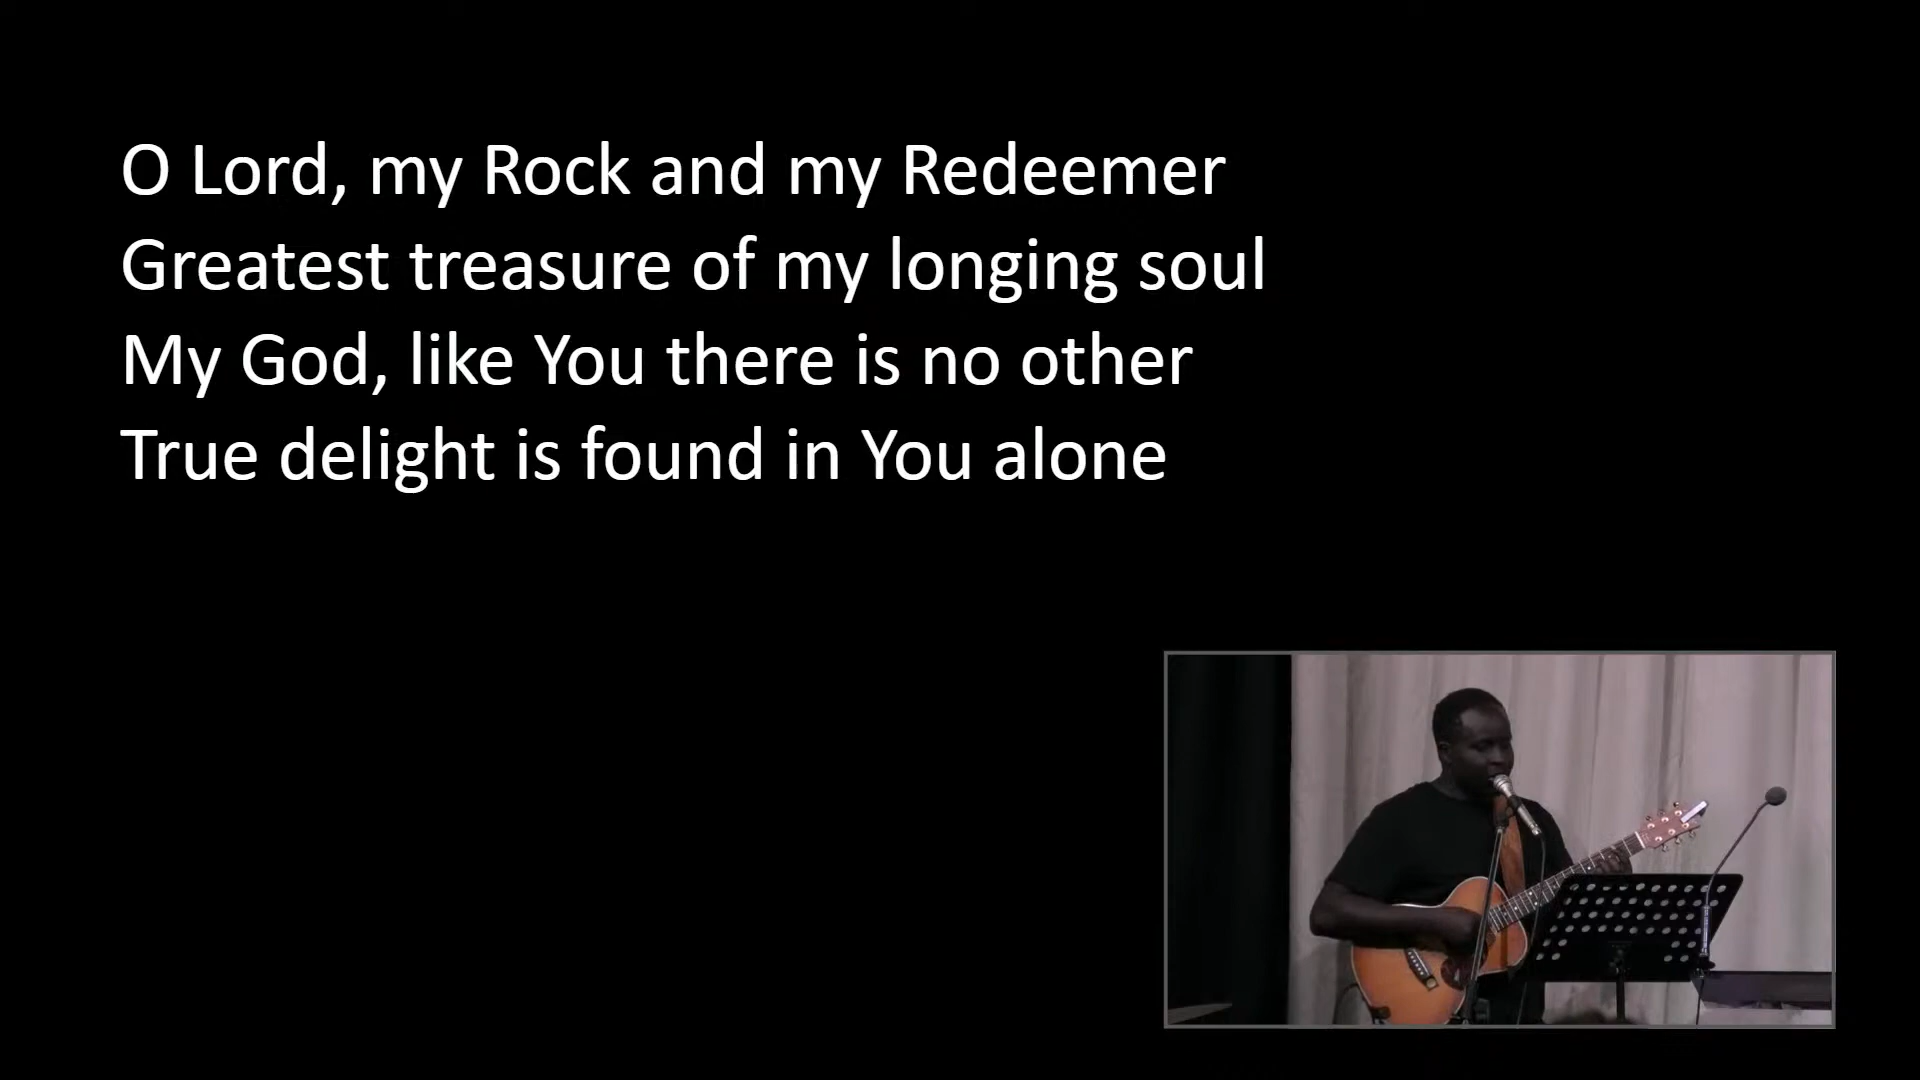 O Lord, my Rock and my Redeemer
Greatest treasure of my longing soul
My God, like You there is no other
True delight is found in You alone